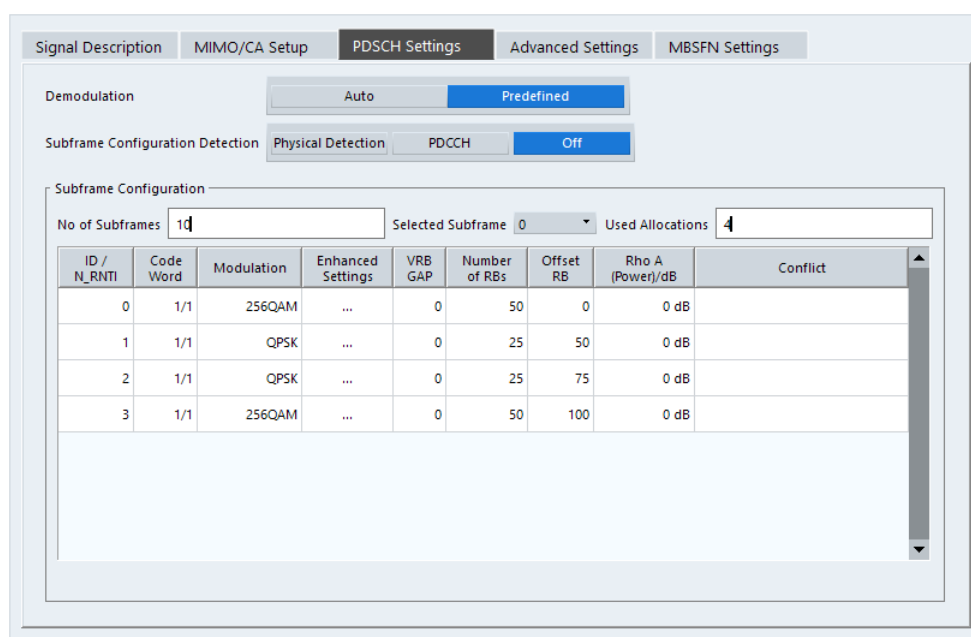 Signal Description MIMO/CA Setup PDSCH Settings Advanced Settings MBSFN Settings
Demodulation Auto Predefined
Subframe Configuration Detection Physical Detection PDCCH Off
Subframe Configuration
No of Subframes 10 Selected Subframe 0 Used Allocations 4
ID / N_RNTI Code Word Modulation Enhanced Settings VRB GAP Number of RBs Offset RB Rho A (Power)/dB Conflict
0 1/1 256QAM ... 0 50 0 0 dB
1 1/1 QPSK ... 0 25 50 0 dB
2 1/1 QPSK ... 0 25 75 0 dB
3 1/1 256QAM ... 0 50 100 0 dB